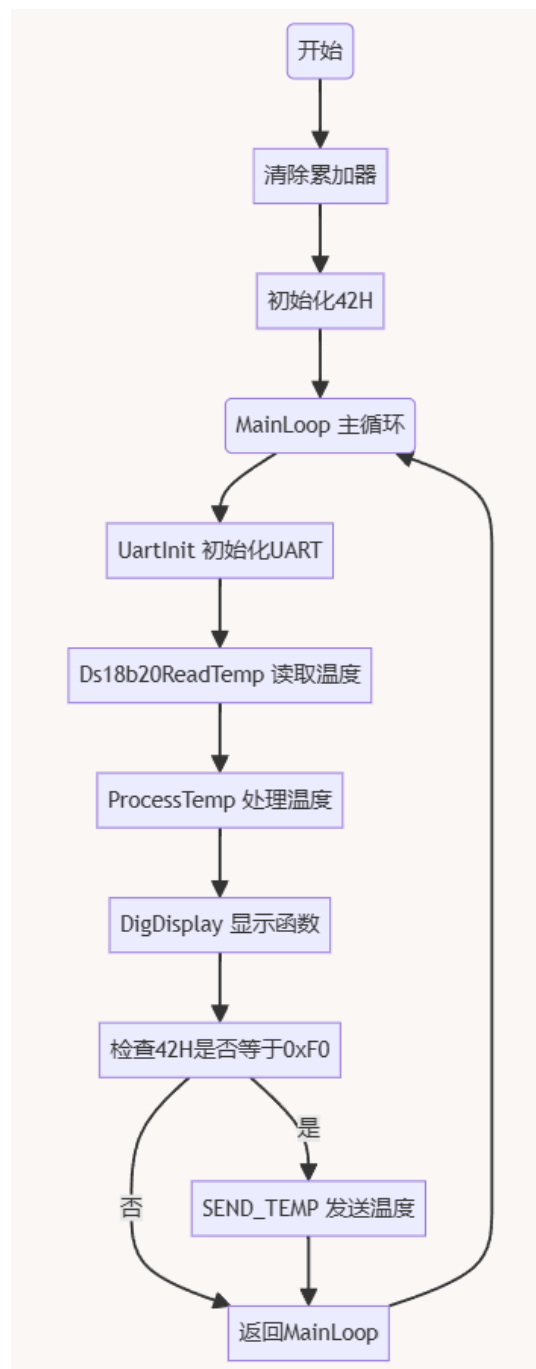 开始
清除累加器
初始化42H
MainLoop 主循环
UartInit 初始化UART
Ds18b20ReadTemp 读取温度
ProcessTemp 处理温度
DigDisplay 显示函数
检查42H是否等于0xF0
是
否
SEND_TEMP 发送温度
返回MainLoop